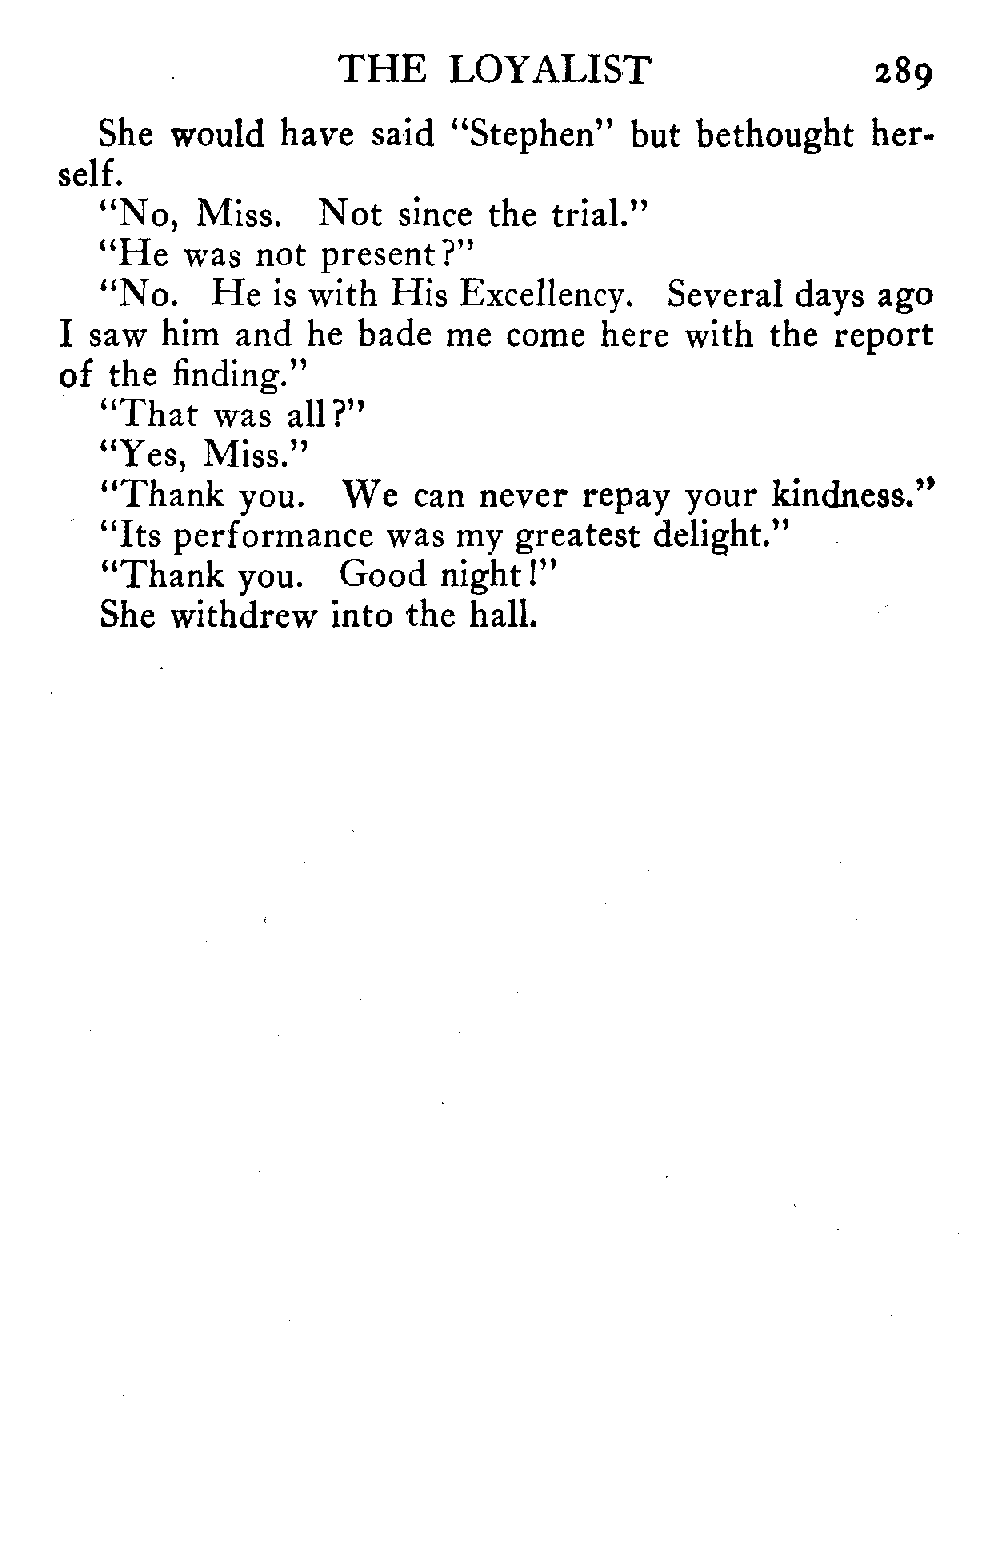 THE LOYALIST 289
She would have said "Stephen" but bethought her-
self.
"No, Miss. Not since the trial."
"He was not present?"
"No. He is with His Excellency. Several days ago
I saw him and he bade me come here with the report
of the finding."
"That was all?"
"Yes, Miss."
"Thank you. We can never repay your kindness."
"Its performance was my greatest delight."
"Thank you. Good night!"
She withdrew into the hall.